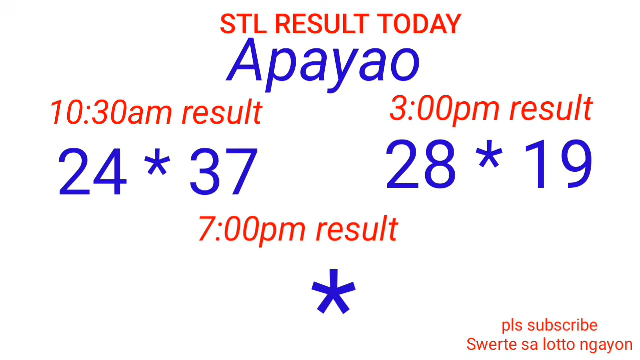 STL RESULT TODAY
Apayao
10:30am result
24 * 37
3:00pm result
28 * 19
7:00pm result
*
pls subscribe
Swerte sa lotto ngayon